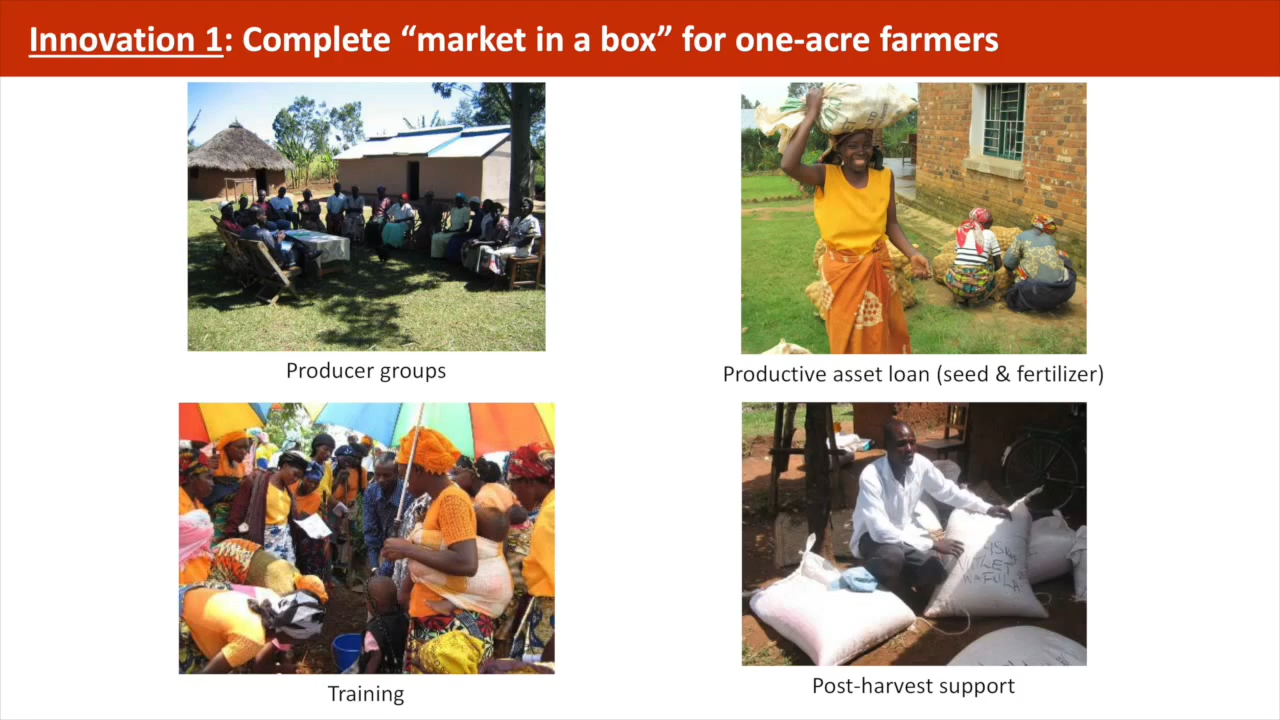 Innovation 1: Complete “market in a box” for one-acre farmers
Producer groups
Productive asset loan (seed & fertilizer)
Training
Post-harvest support